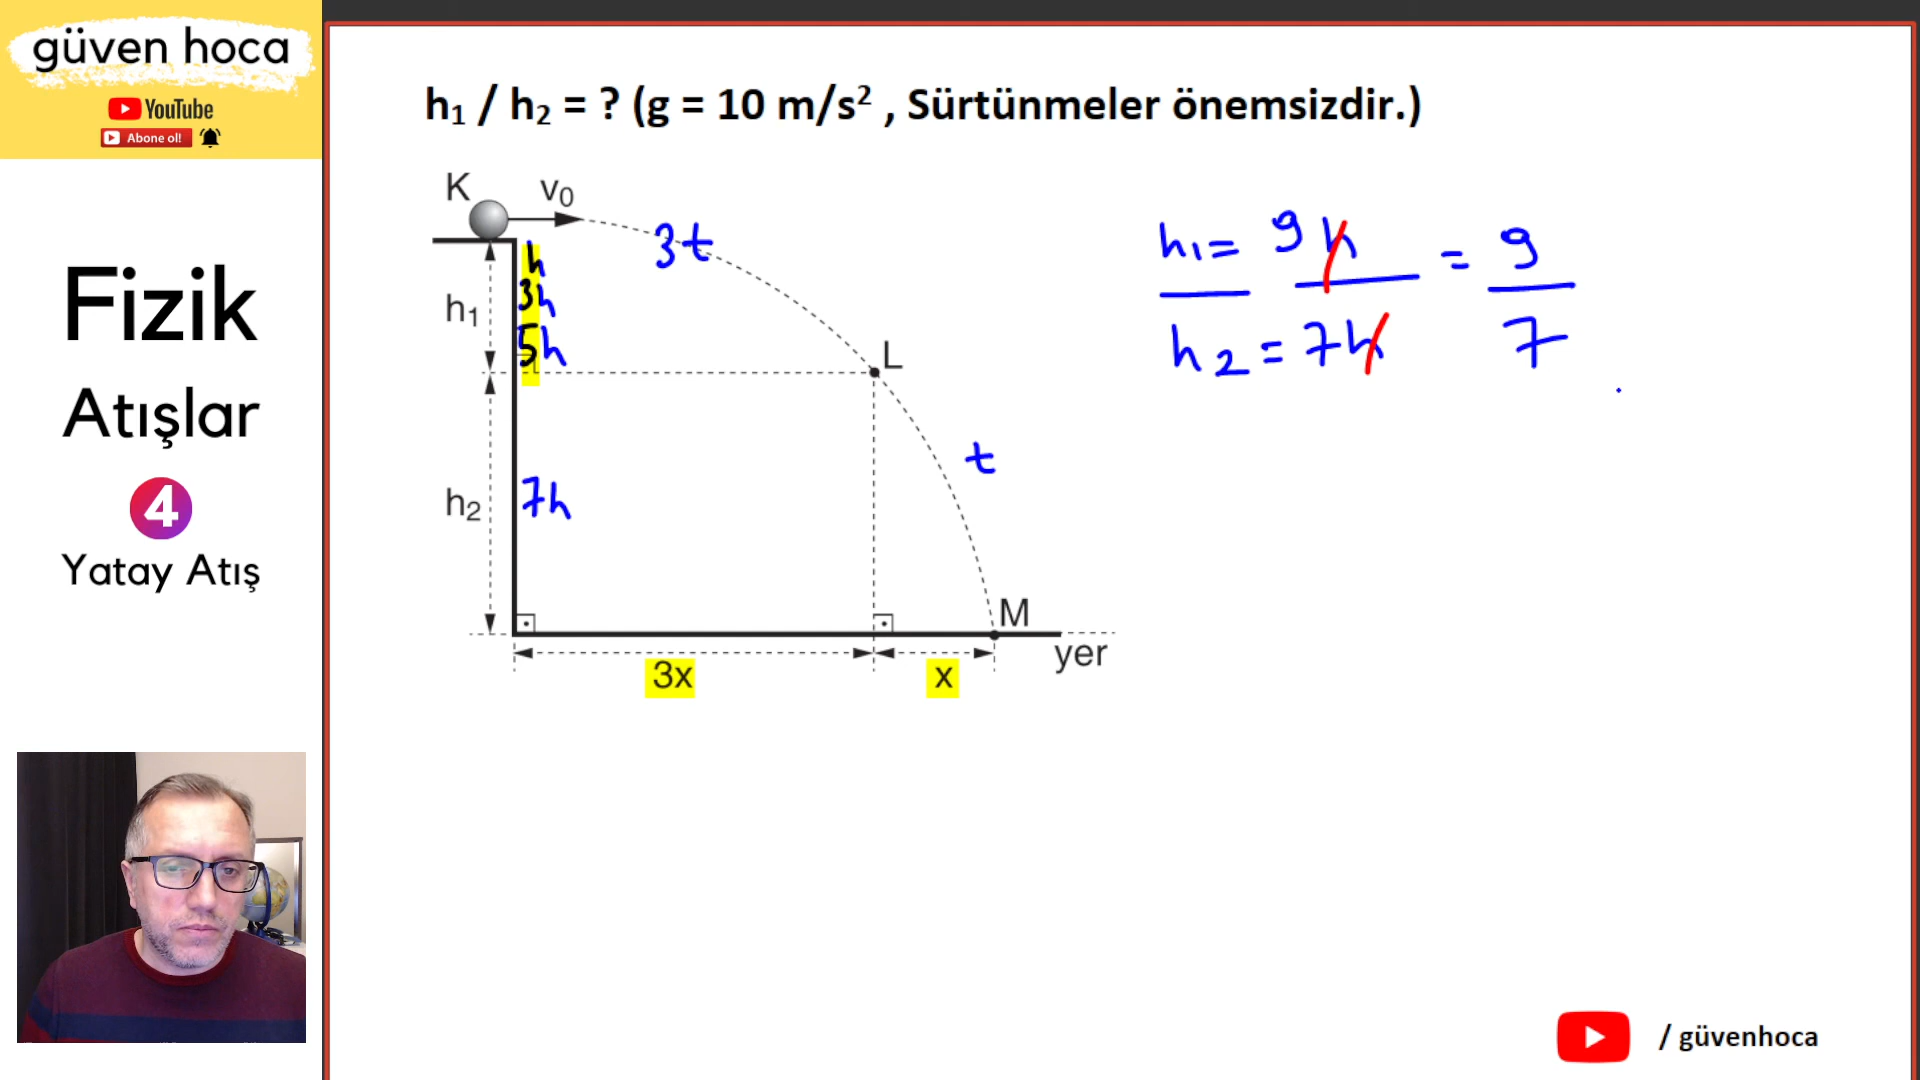 güven hoca
YouTube
Abone ol!
Fizik
Atışlar
4
Yatay Atış
h₁ / h₂ = ? (g = 10 m/s² , Sürtünmeler önemsizdir.)
K
v₀
3t
h
3h
5h
h₁
L
t
h₂
7h
M
yer
3x
x
h₁ = 9h = 9
h₂ = 7h 7
/ güvenhoca